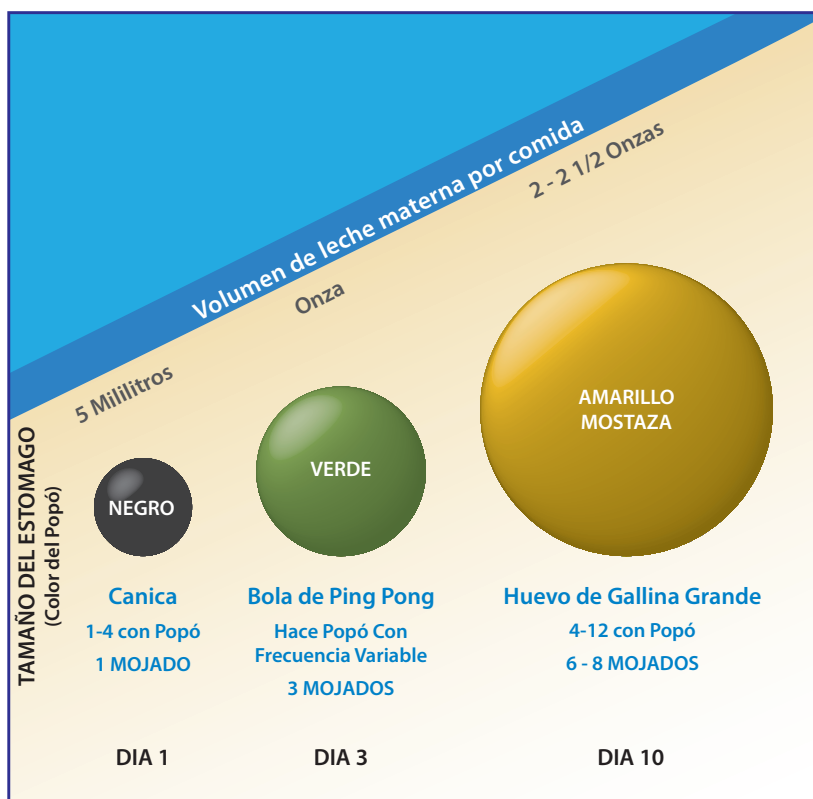 Volumen de leche materna por comida
5 Mililitros
Onza
2 - 2 1/2 Onzas
TAMAÑO DEL ESTOMAGO
(Color del Popó)
NEGRO
VERDE
AMARILLO
MOSTAZA
Canica
1-4 con Popó
1 MOJADO
Bola de Ping Pong
Hace Popó Con
Frecuencia Variable
3 MOJADOS
Huevo de Gallina Grande
4-12 con Popó
6 - 8 MOJADOS
DIA 1
DIA 3
DIA 10